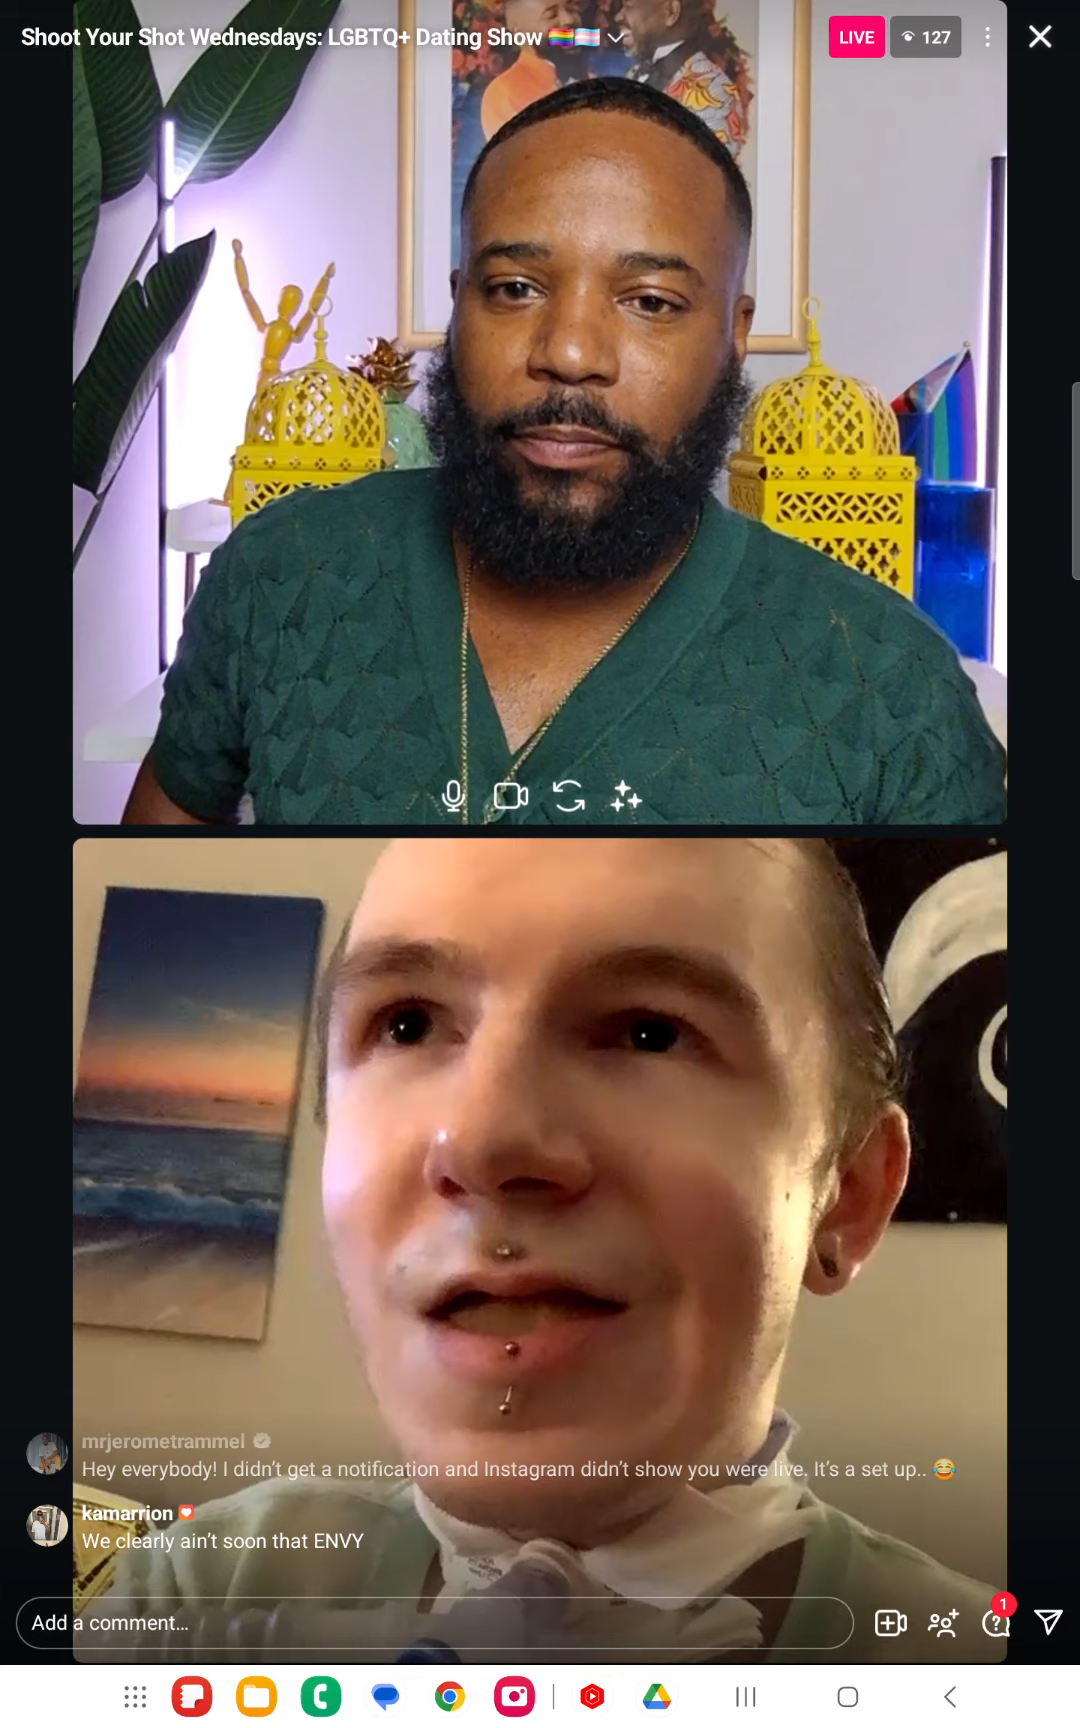 Shoot Your Shot Wednesdays: LGBTQ+ Dating Show 🏳️‍🌈🏳️‍⚧️
LIVE
127
mrjerometrammel
Hey everybody! I didn't get a notification and Instagram didn't show you were live. It's a set up.. 😂
kamarrion
We clearly ain't soon that ENVY
Add a comment...
1